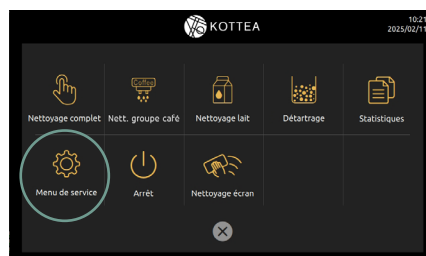 KOTTEA
10:21
2025/02/11
Coffee
Nettoyage complet
Nett. groupe café
Nettoyage lait
Détartrage
Statistiques
Menu de service
Arrêt
Nettoyage écran